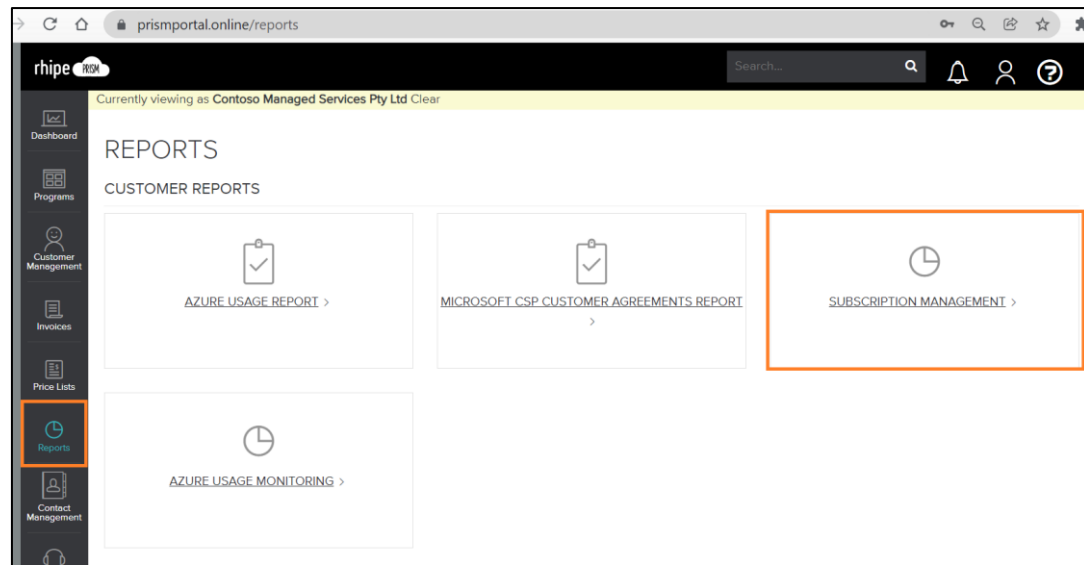 prismportal.online/reports
rhipe PRISM
Search...
Currently viewing as Contoso Managed Services Pty Ltd Clear
Dashboard
Programs
Customer
Management
Invoices
Price Lists
Reports
Contact
Management
REPORTS
CUSTOMER REPORTS
AZURE USAGE REPORT >
MICROSOFT CSP CUSTOMER AGREEMENTS REPORT
>
SUBSCRIPTION MANAGEMENT >
AZURE USAGE MONITORING >